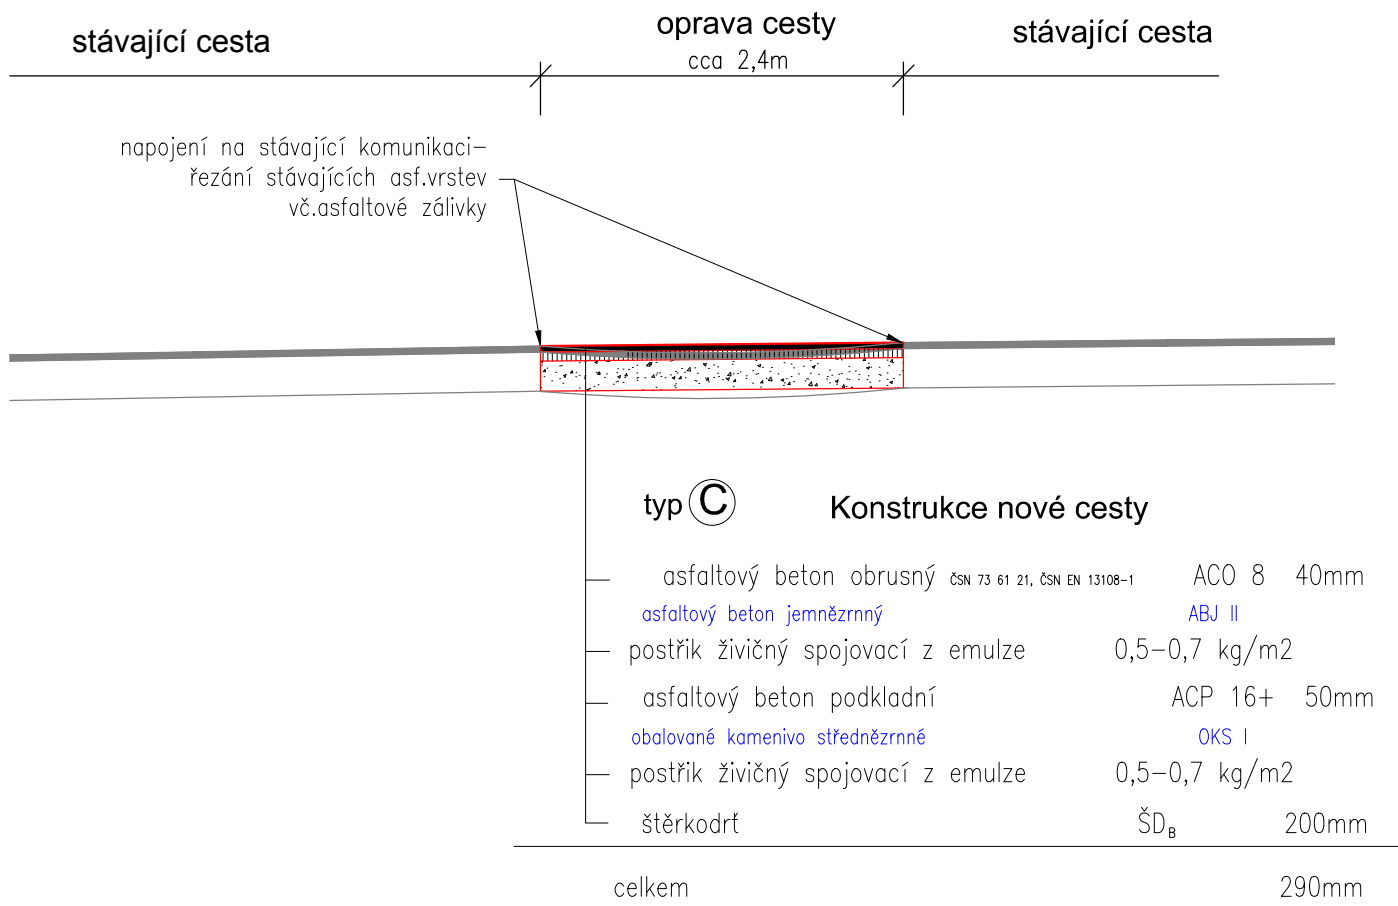 stávající cesta
oprava cesty
stávající cesta
cca 2,4m
napojení na stávající komunikaci-
řezání stávajících asf.vrstev
vč.asfaltové zálivky
typ C Konstrukce nové cesty
asfaltový beton obrusný ČSN 73 61 21, ČSN EN 13108-1 ACO 8 40mm
asfaltový beton jemnězrnný ABJ II
postřik živičný spojovací z emulze 0,5-0,7 kg/m2
asfaltový beton podkladní ACP 16+ 50mm
obalované kamenivo střednězrnné OKS I
postřik živičný spojovací z emulze 0,5-0,7 kg/m2
štěrkodrť ŠDB 200mm
celkem 290mm